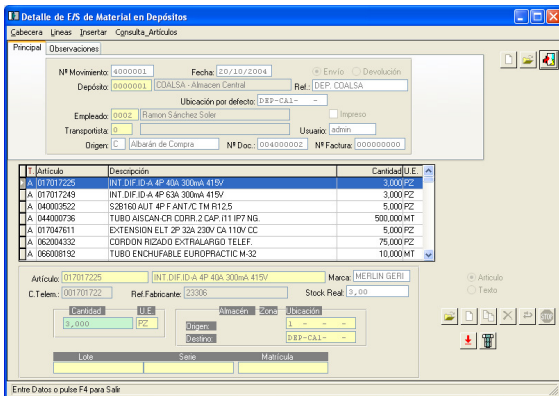 Detalle de E/S de Material en Depósitos
Cabecera Lineas Insertar Consulta_Artículos
Principal Observaciones
Nº Movimiento: 4000001 Fecha: 20/10/2004 Envío Devolución
Depósito: 0000001 COALSA - Almacen Central Ref.: DEP. COALSA
Ubicación por defecto: DEP-CA1- -
Empleado: 0002 Ramon Sánchez Soler Impreso
Transportista: 0 Usuario: admin
Origen: C Albarán de Compra Nº Doc.: 004000002 Nº Factura: 000000000
T. Artículo Descripción Cantidad U.E.
A 017017225 INT.DIF.ID-A 4P 40A 300mA 415V 3,000 PZ
A 017017249 INT.DIF.ID-A 4P 63A 300mA 415V 3,000 PZ
A 040003522 S2B160 AUT 4P F ANT/C TM R12,5 5,000 PZ
A 044000736 TUBO AISCAN-CR CORR.2 CAP. i11 IP7 NG. 500,000 MT
A 017047611 EXTENSION ELT 2P 32A 230V CA 110V CC 5,000 PZ
A 062004332 CORDON RIZADO EXTRALARGO TELEF. 75,000 PZ
A 066008192 TUBO ENCHUFABLE EUROPRACTIC M-32 10,000 MT
Artículo: 017017225 INT.DIF.ID-A 4P 40A 300mA 415V Marca: MERLIN GERI Artículo
C.Telem.: 001701722 Ref.Fabricante: 23306 Stock Real: 3,00 Texto
Cantidad U.E Almacén Zona Ubicación
3,000 PZ Origen: 1 - - -
Destino: DEP-CA1- -
Lote Serie Matrícula
STOP
Entre Datos o pulse F4 para Salir